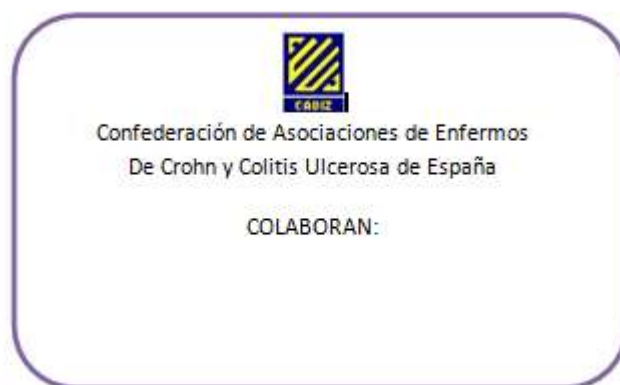 CADIZ
Confederación de Asociaciones de Enfermos
De Crohn y Colitis Ulcerosa de España
COLABORAN: